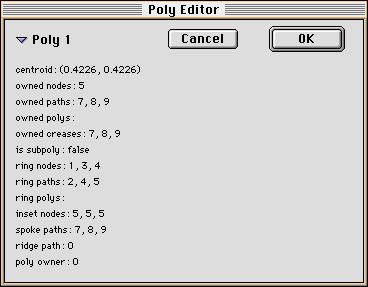 Poly Editor
Poly 1
Cancel
OK
centroid: (0.4226, 0.4226)
owned nodes: 5
owned paths: 7, 8, 9
owned polys:
owned creases: 7, 8, 9
is subpoly: false
ring nodes: 1, 3, 4
ring paths: 2, 4, 5
ring polys:
inset nodes: 5, 5, 5
spoke paths: 7, 8, 9
ridge path: 0
poly owner: 0